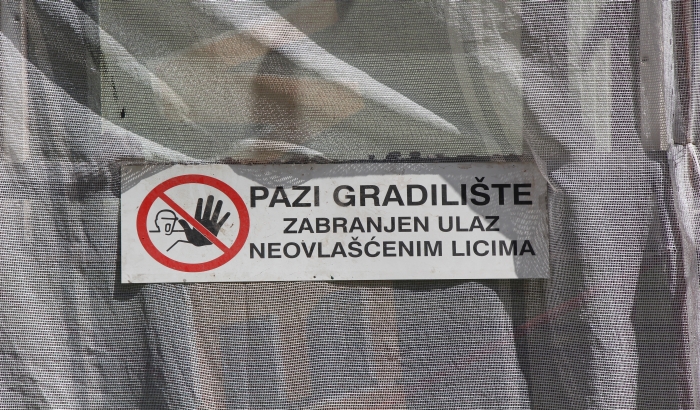 PAZI GRADILIŠTE
ZABRANJEN ULAZ
NEOVLAŠĆENIM LICIMA